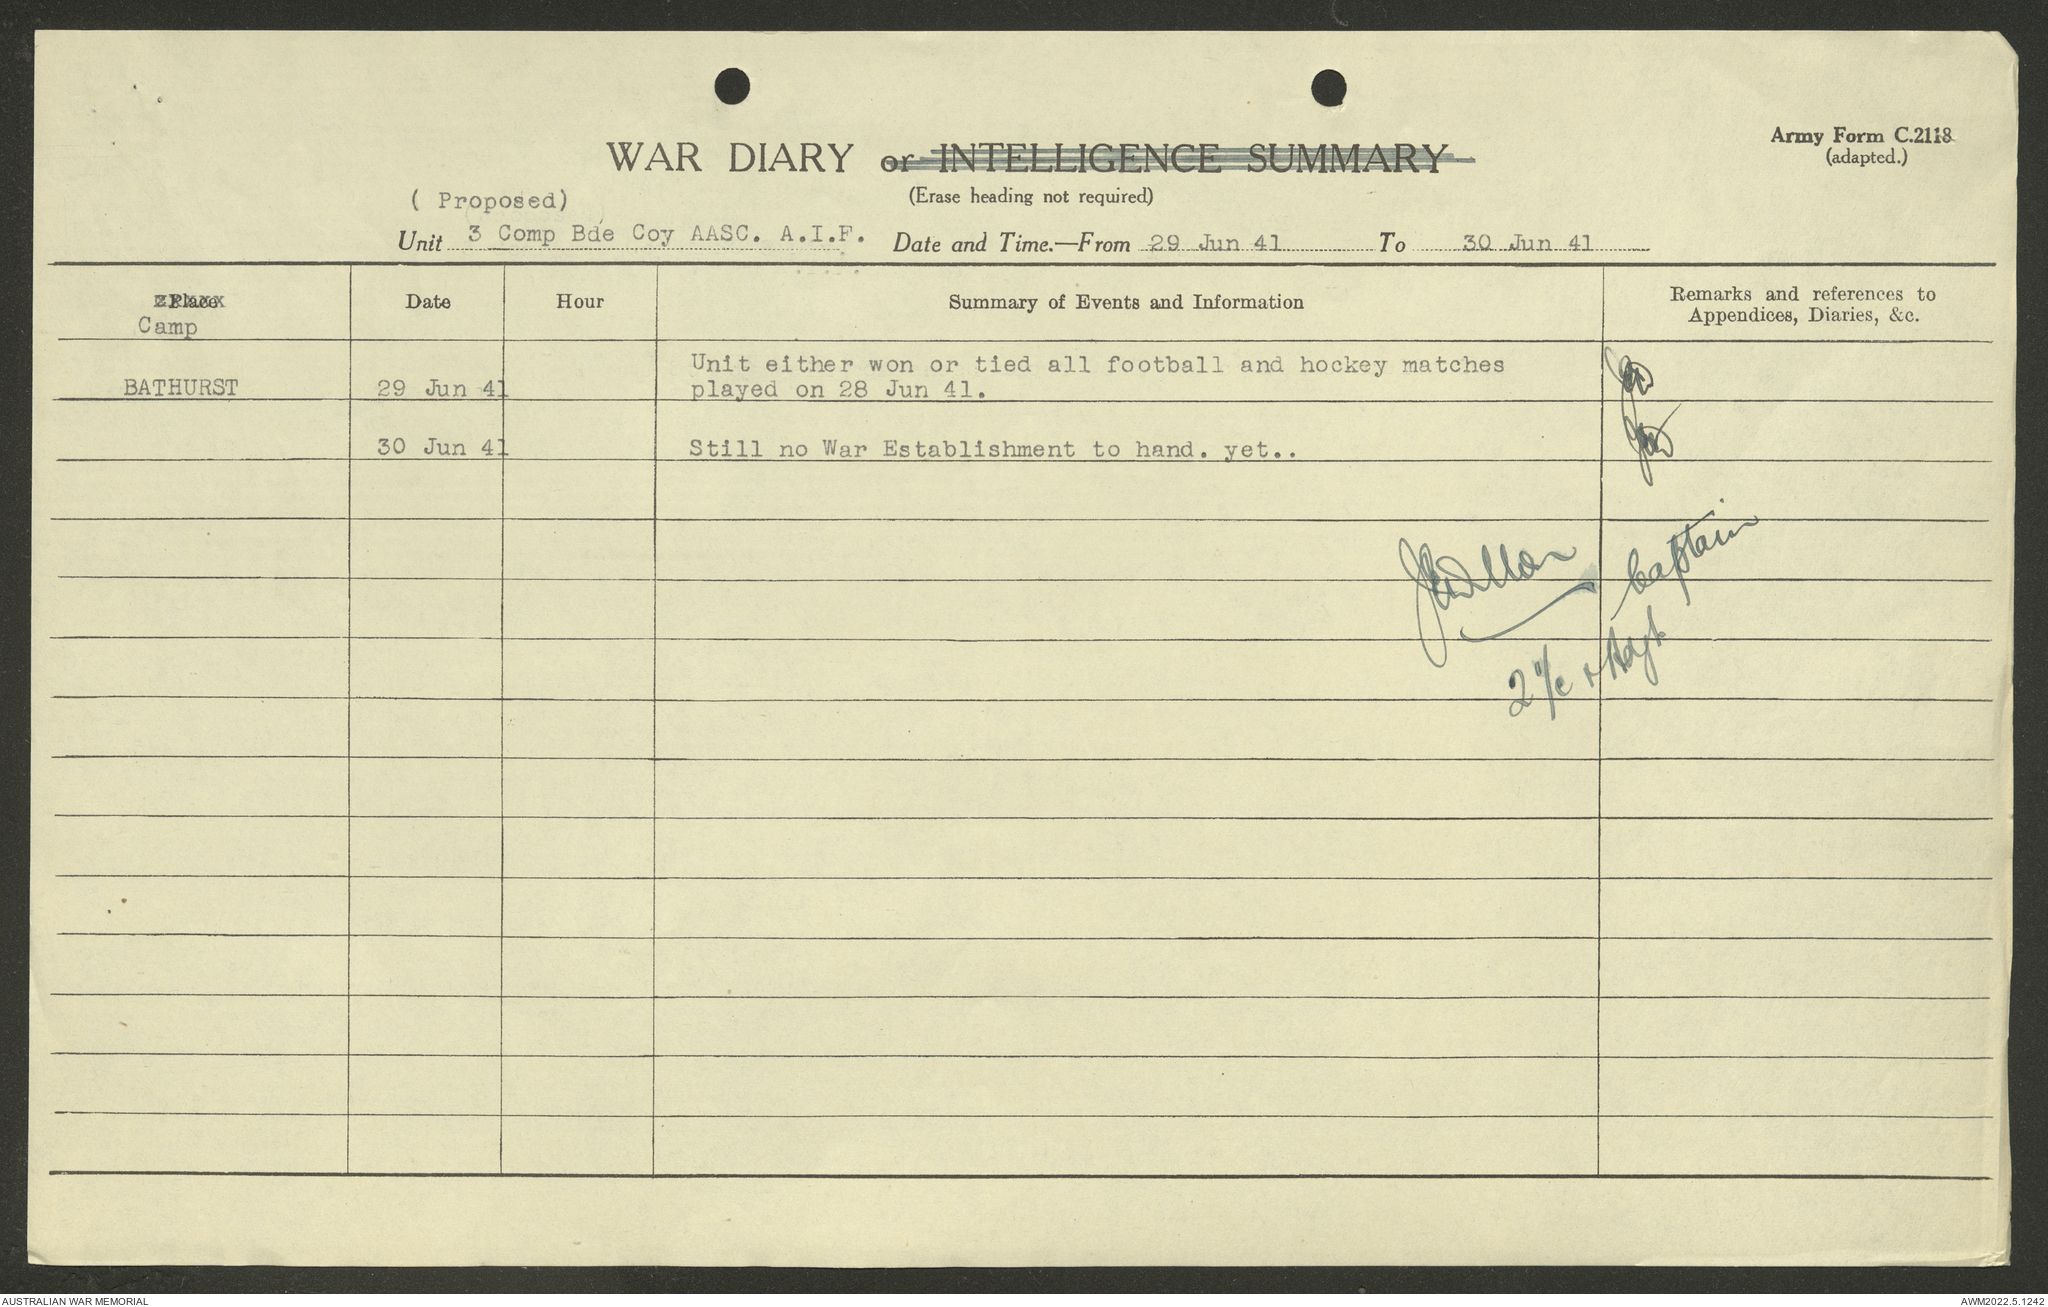 Army Form C.2118
(adapted.)
WAR DIARY or INTELLIGENCE SUMMARY
(Erase heading not required)
( Proposed)
Unit 3 Comp Bde Coy AASC. A.I.F. Date and Time.—From 29 Jun 41 To 30 Jun 41
Place Date Hour Summary of Events and Information Remarks and references to
Appendices, Diaries, &c.
Camp
Unit either won or tied all football and hockey matches
BATHURST 29 Jun 41 played on 28 Jun 41.
30 Jun 41 Still no War Establishment to hand. yet..
Captain
2 i/c & Adjt
AUSTRALIAN WAR MEMORIAL
AWM2022.5.1242